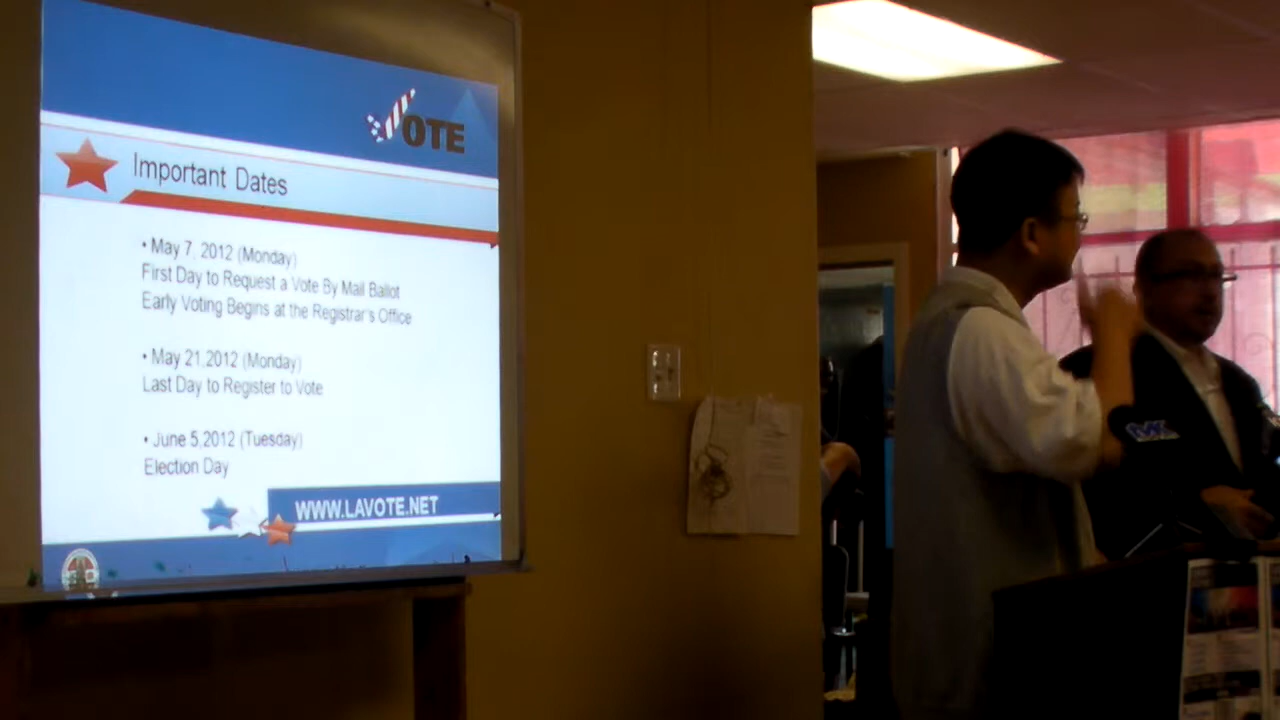 VOTE
Important Dates
• May 7, 2012 (Monday)
First Day to Request a Vote By Mail Ballot
Early Voting Begins at the Registrar's Office
• May 21,2012 (Monday)
Last Day to Register to Vote
• June 5,2012 (Tuesday)
Election Day
WWW.LAVOTE.NET